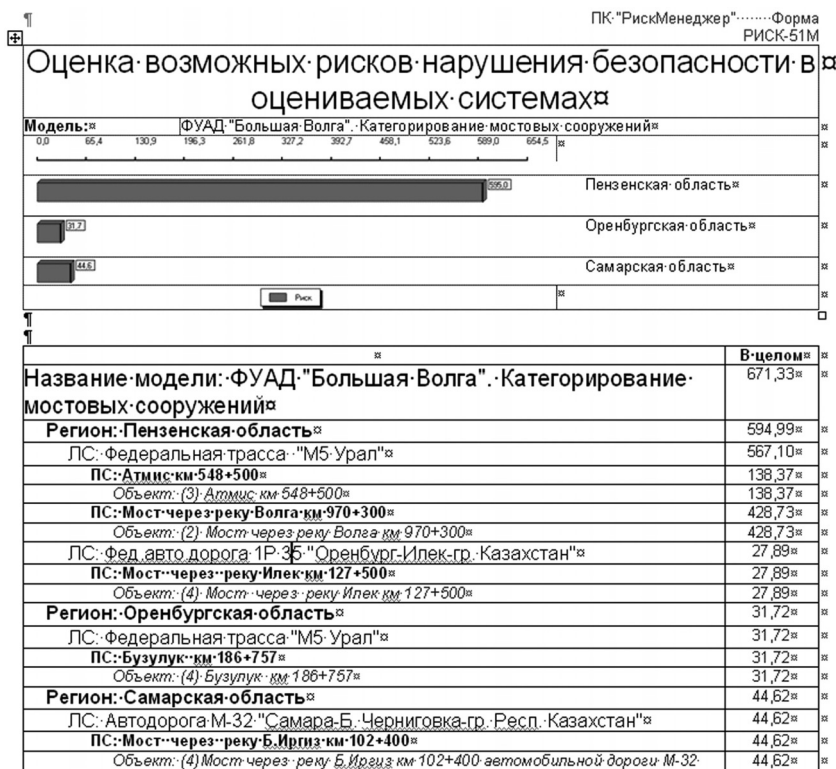 ПК "РискМенеджер" Форма
РИСК-51М
Оценка возможных рисков нарушения безопасности в
оцениваемых системах
Модель: ФУАД "Большая Волга". Категорирование мостовых сооружений
0,0 65,4 130,9 196,3 261,8 327,2 392,7 458,1 523,6 589,0 654,5
595,0 Пензенская область
31,7 Оренбургская область
44,6 Самарская область
Риск
В целом
Название модели: ФУАД "Большая Волга". Категорирование 671,33
мостовых сооружений
Регион: Пензенская область 594,99
ЛС: Федеральная трасса "М5 Урал" 567,10
ПС: Атмис км 548+500 138,37
Объект: (3) Атмис км 548+500 138,37
ПС: Мост через реку Волга км 970+300 428,73
Объект: (2) Мост через реку Волга км 970+300 428,73
ЛС: Фед.авто дорога 1Р 35 "Оренбург-Илек-гр. Казахстан" 27,89
ПС: Мост через реку Илек км 127+500 27,89
Объект: (4) Мост через реку Илек км 127+500 27,89
Регион: Оренбургская область 31,72
ЛС: Федеральная трасса "М5 Урал" 31,72
ПС: Бузулук км 186+757 31,72
Объект: (4) Бузулук км 186+757 31,72
Регион: Самарская область 44,62
ЛС: Автодорога М-32 "Самара-Б. Черниговка-гр. Респ. Казахстан" 44,62
ПС: Мост через реку Б.Иргиз км 102+400 44,62
Объект: (4) Мост через реку Б.Иргиз км 102+400 автомобильной дороги М-32 44,62